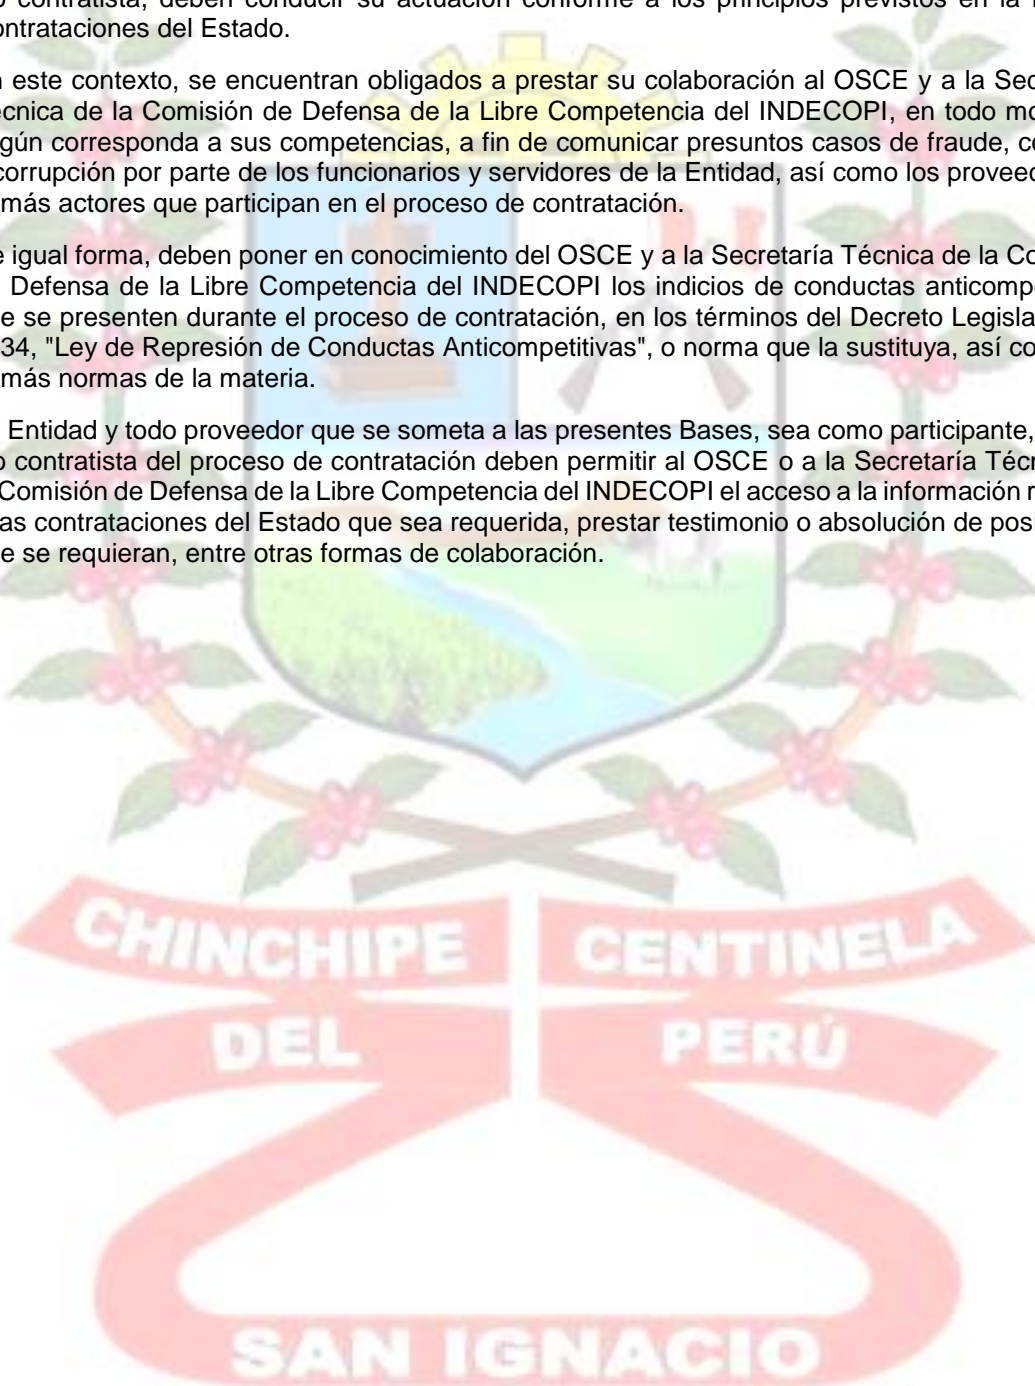 contratista, deben conducir su actuación conforme a los principios previstos en la
ontrataciones del Estado.
este contexto, se encuentran obligados a prestar su colaboración al OSCE y a la Sec
cnica de la Comisión de Defensa de la Libre Competencia del INDECOPI, en todo mo
gún corresponda a sus competencias, a fin de comunicar presuntos casos de fraude, co
corrupción por parte de los funcionarios y servidores de la Entidad, así como los proveec
más actores que participan en el proceso de contratación.
igual forma, deben poner en conocimiento del OSCE y a la Secretaría Técnica de la Co
Defensa de la Libre Competencia del INDECOPI los indicios de conductas anticompe
e se presenten durante el proceso de contratación, en los términos del Decreto Legisla
34, "Ley de Represión de Conductas Anticompetitivas", o norma que la sustituya, así co
más normas de la materia.
Entidad y todo proveedor que se someta a las presentes Bases, sea como participante,
o contratista del proceso de contratación deben permitir al OSCE o a la Secretaría Técn
Comisión de Defensa de la Libre Competencia del INDECOPI el acceso a la información r
as contrataciones del Estado que sea requerida, prestar testimonio o absolución de posi
e se requieran, entre otras formas de colaboración.
CHINCHIPE CENTINELA
DEL PERÚ
SAN IGNACIO